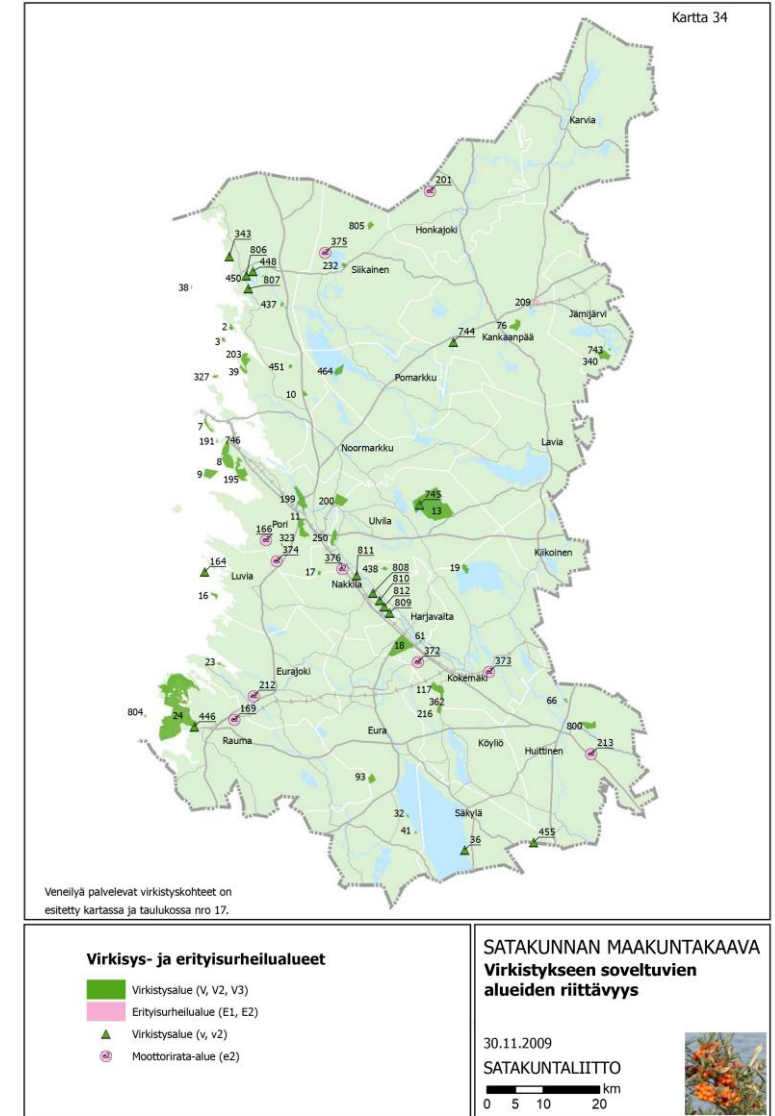 Kartta 34
Karvia
201
805
Honkajoki
343
806
375
448
232
Siikainen
450
38
807
437
209
Jämijärvi
2
76
3
744
Kankaanpää
743
203
340
39
451
464
327
Pomarkku
10
7
Lavia
191
746
Noormarkku
8
9
195
745
199
200
13
11
Ulvila
166
Pori
323
250
374
376
811
Kiikoinen
164
438
808
19
Luvia
17
810
Nakkila
812
16
809
Harjavalta
61
18
23
372
Eurajoki
373
Kokemäki
212
117
66
804
169
362
24
446
216
800
Rauma
Eura
Köyliö
Huittinen
213
93
32
Säkylä
41
36
455
Veneilyä palvelevat virkistyskohteet on
esitetty kartassa ja taulukossa nro 17.
Virkisys- ja erityisurheilualueet
Virkistysalue (V, V2, V3)
Erityisurheilualue (E1, E2)
Virkistysalue (v, v2)
e2 Moottorirata-alue (e2)
SATAKUNNAN MAAKUNTAKAAVA
Virkistykseen soveltuvien
alueiden riittävyys
30.11.2009
SATAKUNTALIITTO
km
0 5 10 20